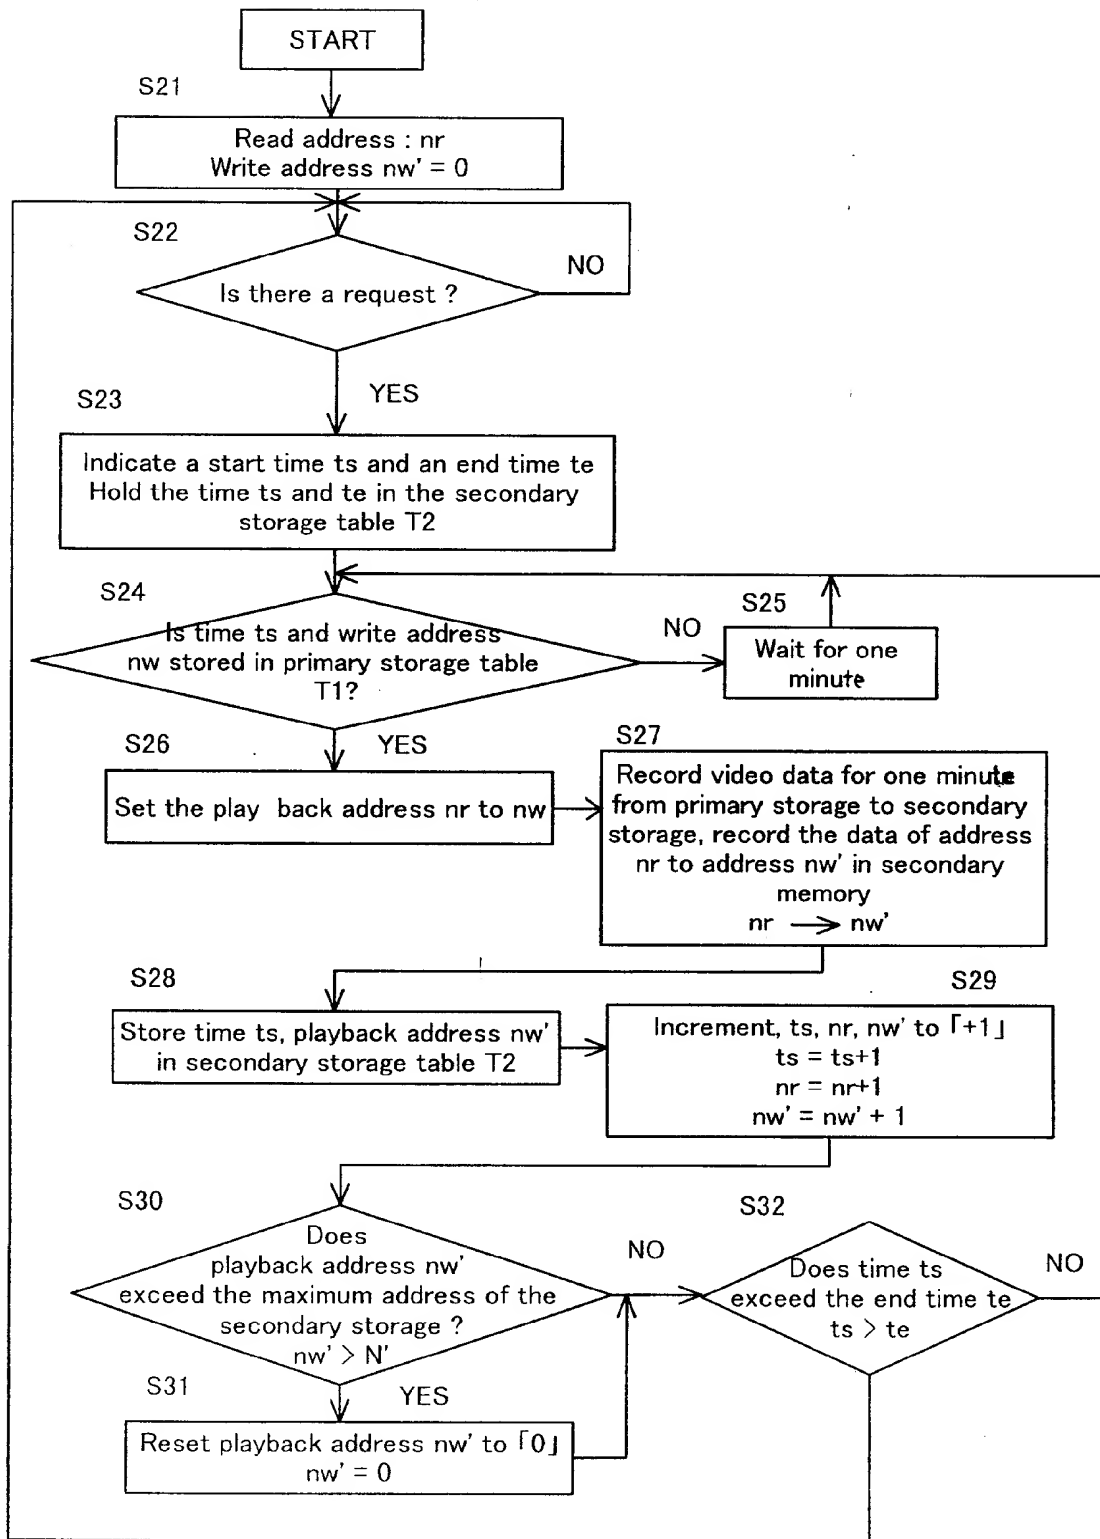 START
S21
Read address : nr
Write address nw' = 0
S22
NO
Is there a request ?
YES
S23
Indicate a start time ts and an end time te
Hold the time ts and te in the secondary
storage table T2
S24
Is time ts and write address
nw stored in primary storage table
T1?
NO
S25
Wait for one
minute
YES
S26
Set the play back address nr to nw
S27
Record video data for one minute
from primary storage to secondary
storage, record the data of address
nr to address nw' in secondary
memory
nr → nw'
S28
Store time ts, playback address nw'
in secondary storage table T2
S29
Increment, ts, nr, nw' to 「+1」
ts = ts+1
nr = nr+1
nw' = nw' + 1
S30
Does
playback address nw'
exceed the maximum address of the
secondary storage ?
nw' > N'
NO
S32
Does time ts
exceed the end time te
ts > te
NO
S31
YES
Reset playback address nw' to 「0」
nw' = 0